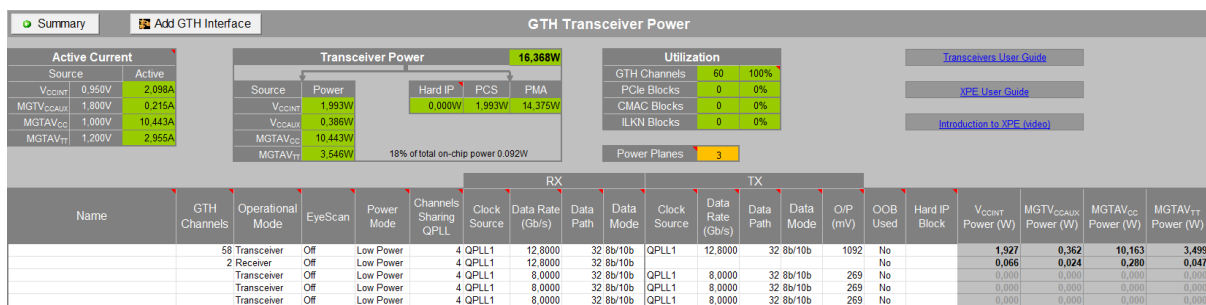 Summary Add GTH Interface GTH Transceiver Power
Active Current
Source Active
VCCINT 0,950V 2,098A
MGTVCCAUX 1,800V 0,215A
MGTAVCC 1,000V 10,443A
MGTAVTT 1,200V 2,955A
Transceiver Power 16,368W
Source Power
VCCINT 1,993W
VCCAUX 0,386W
MGTAVCC 10,443W
MGTAVTT 3,546W
Hard IP PCS PMA
0,000W 1,993W 14,375W
18% of total on-chip power 0.092W
Utilization
GTH Channels 60 100%
PCIe Blocks 0 0%
CMAC Blocks 0 0%
ILKN Blocks 0 0%
Power Planes 3
Transceivers User Guide
XPE User Guide
Introduction to XPE (video)
RX TX
Name GTH Channels Operational Mode EyeScan Power Mode Channels Sharing QPLL Clock Source Data Rate (Gb/s) Data Path Data Mode Clock Source Data Rate (Gb/s) Data Path Data Mode O/P (mV) OOB Used Hard IP Block VCCINT Power (W) MGTVCCAUX Power (W) MGTAVCC Power (W) MGTAVTT Power (W)
58 Transceiver Off Low Power 4 QPLL1 12,8000 32 8b/10b QPLL1 12,8000 32 8b/10b 1092 No 1,927 0,362 10,163 3,499
2 Receiver Off Low Power 4 QPLL1 12,8000 32 8b/10b No 0,066 0,024 0,280 0,047
Transceiver Off Low Power 4 QPLL1 8,0000 32 8b/10b QPLL1 8,0000 32 8b/10b 269 No 0,000 0,000 0,000 0,000
Transceiver Off Low Power 4 QPLL1 8,0000 32 8b/10b QPLL1 8,0000 32 8b/10b 269 No 0,000 0,000 0,000 0,000
Transceiver Off Low Power 4 QPLL1 8,0000 32 8b/10b QPLL1 8,0000 32 8b/10b 269 No 0,000 0,000 0,000 0,000